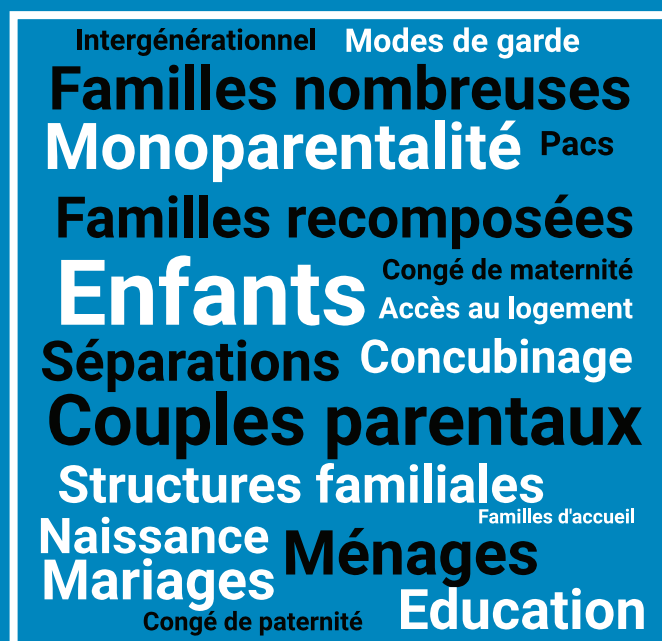 Intergénérationnel Modes de garde
Familles nombreuses
Monoparentalité Pacs
Familles recomposées
Enfants Congé de maternité
Accès au logement
Séparations Concubinage
Couples parentaux
Structures familiales
Familles d'accueil
Naissance Ménages
Mariages Education
Congé de paternité